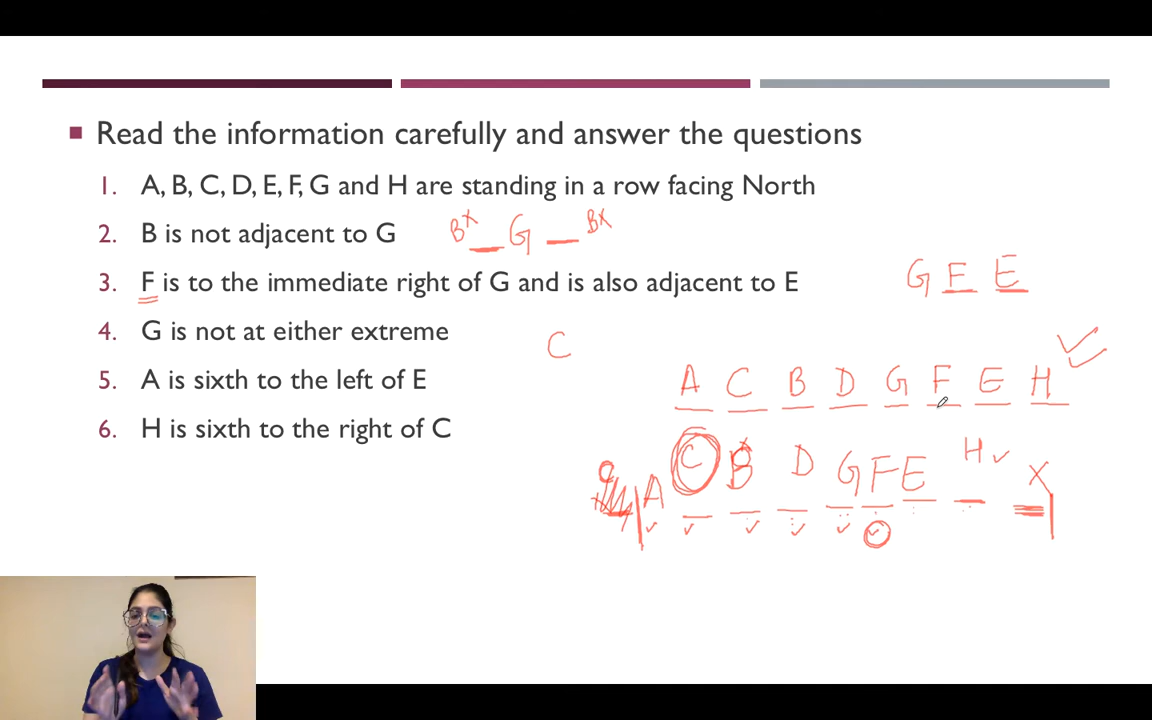 Read the information carefully and answer the questions
1. A, B, C, D, E, F, G and H are standing in a row facing North
2. B is not adjacent to G
Bx G Bx
3. F is to the immediate right of G and is also adjacent to E
G F E
4. G is not at either extreme
C
5. A is sixth to the left of E
A C B D G F E H
6. H is sixth to the right of C
A C B D G F E H X